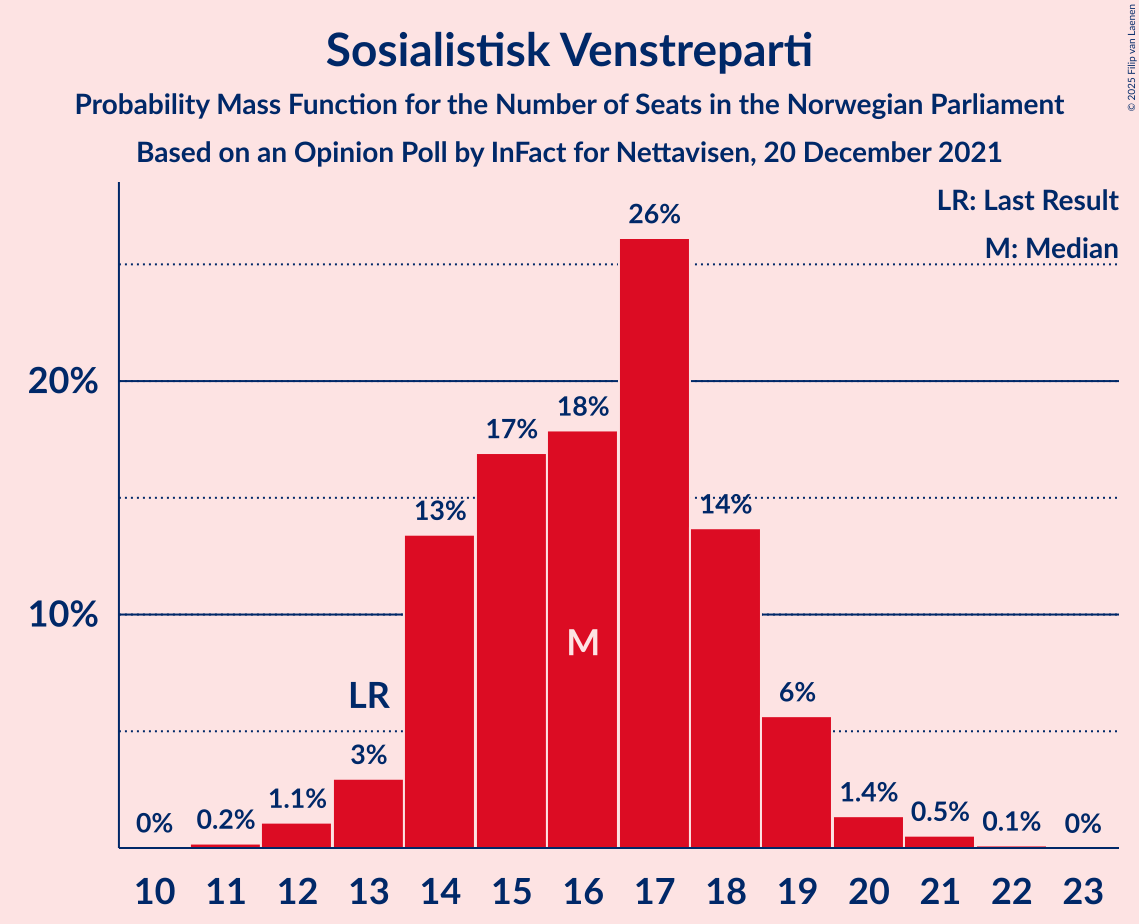 Sosialistisk Venstreparti
Probability Mass Function for the Number of Seats in the Norwegian Parliament
Based on an Opinion Poll by InFact for Nettavisen, 20 December 2021
© 2025 Filip van Laenen
LR: Last Result
M: Median
20%
10%
0%
0.2%
1.1%
3%
LR
13%
17%
18%
M
26%
14%
6%
1.4%
0.5%
0.1%
0%
10 11 12 13 14 15 16 17 18 19 20 21 22 23